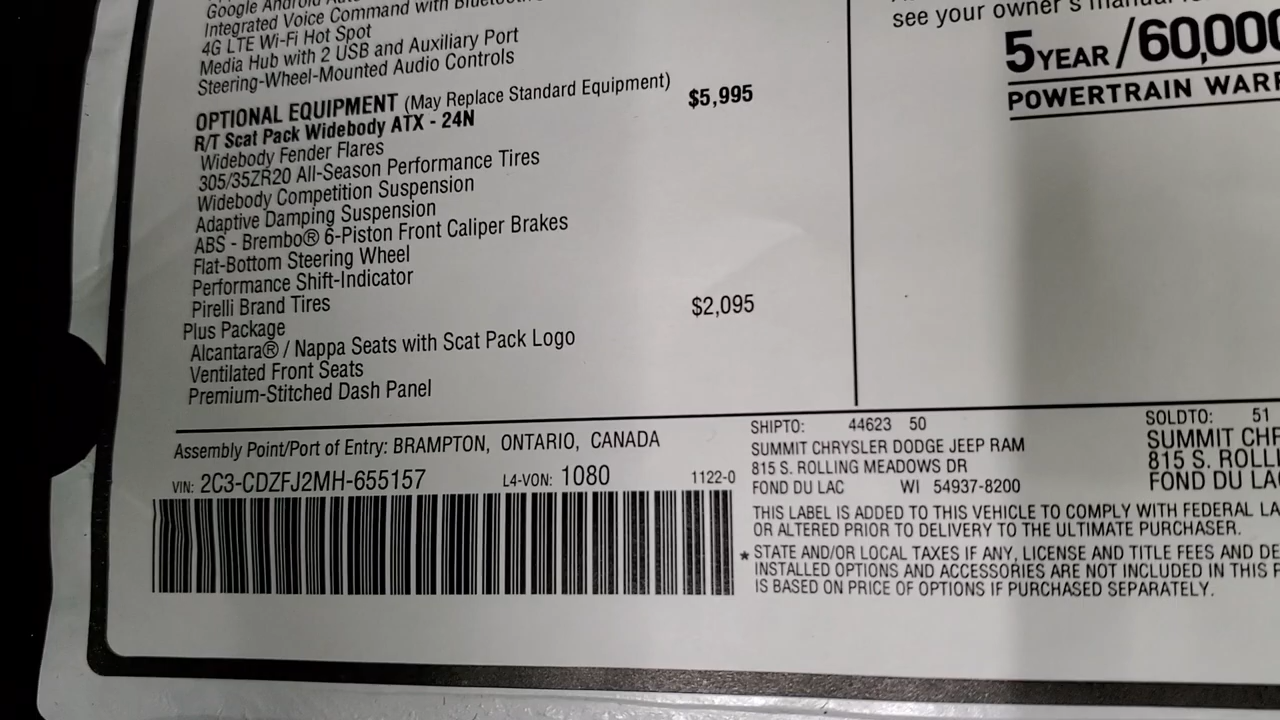 Google Android
Integrated Voice Command with
4G LTE Wi-Fi Hot Spot
Media Hub with 2 USB and Auxiliary Port
Steering-Wheel-Mounted Audio Controls
OPTIONAL EQUIPMENT (May Replace Standard Equipment)
R/T Scat Pack Widebody ATX - 24N $5,995
Widebody Fender Flares
305/35ZR20 All-Season Performance Tires
Widebody Competition Suspension
Adaptive Damping Suspension
ABS - Brembo® 6-Piston Front Caliper Brakes
Flat-Bottom Steering Wheel
Performance Shift-Indicator
Pirelli Brand Tires
Plus Package $2,095
Alcantara® / Nappa Seats with Scat Pack Logo
Ventilated Front Seats
Premium-Stitched Dash Panel
see your owner's manual
5 YEAR / 60,000
POWERTRAIN
Assembly Point/Port of Entry: BRAMPTON, ONTARIO, CANADA
VIN: 2C3-CDZFJ2MH-655157 L4-VON: 1080 1122-0
SHIPTO: 44623 50
SUMMIT CHRYSLER DODGE JEEP RAM
815 S. ROLLING MEADOWS DR
FOND DU LAC WI 54937-8200
SOLDTO: 51
SUMMIT
815 S.
FOND DU
THIS LABEL IS ADDED TO THIS VEHICLE TO COMPLY WITH FEDERAL
OR ALTERED PRIOR TO DELIVERY TO THE ULTIMATE PURCHASER.
* STATE AND/OR LOCAL TAXES IF ANY, LICENSE AND TITLE FEES AND
INSTALLED OPTIONS AND ACCESSORIES ARE NOT INCLUDED IN THIS
IS BASED ON PRICE OF OPTIONS IF PURCHASED SEPARATELY.